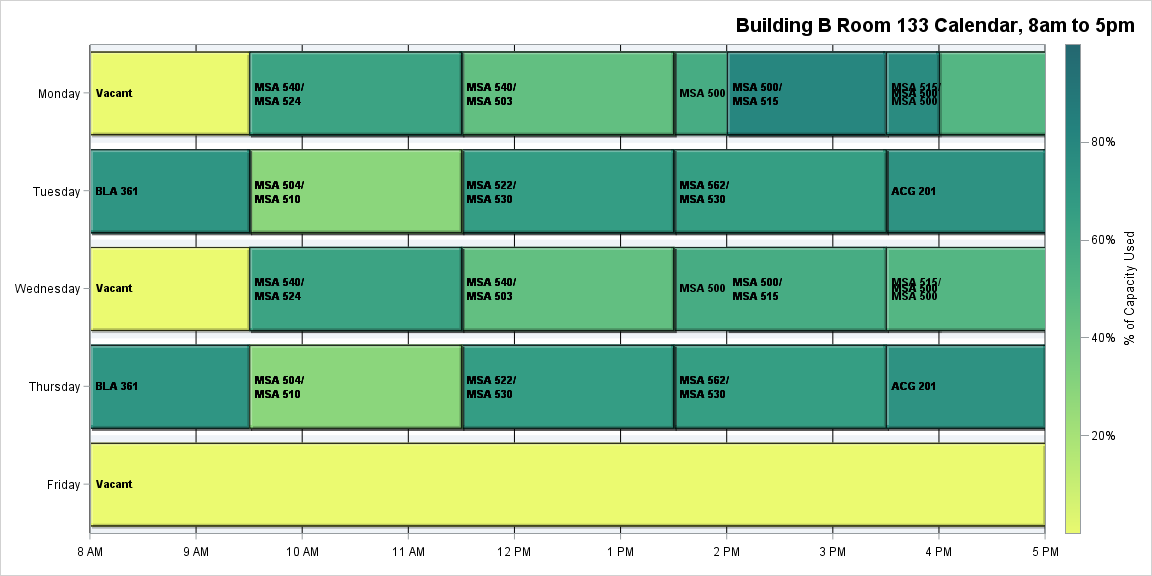 Building B Room 133 Calendar, 8am to 5pm
Monday
Vacant
MSA 540/
MSA 524
MSA 540/
MSA 503
MSA 500
MSA 500/
MSA 515
MSA 515/
MSA 500
MSA 500
Tuesday
BLA 361
MSA 504/
MSA 510
MSA 522/
MSA 530
MSA 562/
MSA 530
ACG 201
Wednesday
Vacant
MSA 540/
MSA 524
MSA 540/
MSA 503
MSA 500
MSA 500/
MSA 515
MSA 515/
MSA 500
MSA 500
Thursday
BLA 361
MSA 504/
MSA 510
MSA 522/
MSA 530
MSA 562/
MSA 530
ACG 201
Friday
Vacant
8 AM
9 AM
10 AM
11 AM
12 PM
1 PM
2 PM
3 PM
4 PM
5 PM
80%
60%
40%
20%
% of Capacity Used